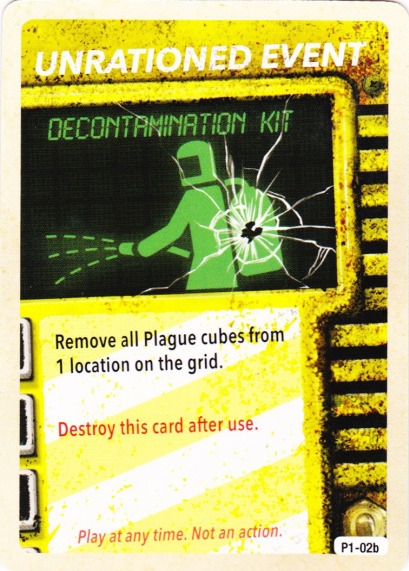 UNRATIONED EVENT
DECONTAMINATION KIT
Remove all Plague cubes from
1 location on the grid.
Destroy this card after use.
Play at any time. Not an action.
P1-02b